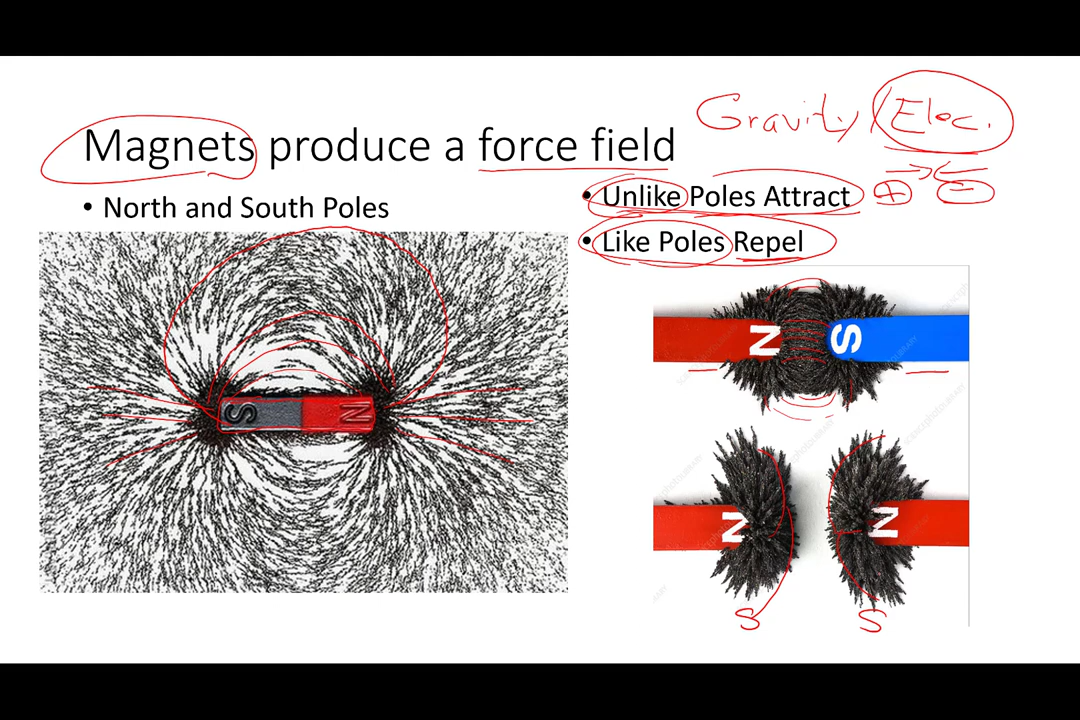 Gravity / Elec.
Magnets produce a force field
• North and South Poles
• Unlike Poles Attract + −
• Like Poles Repel
S N
N S
N N
S S